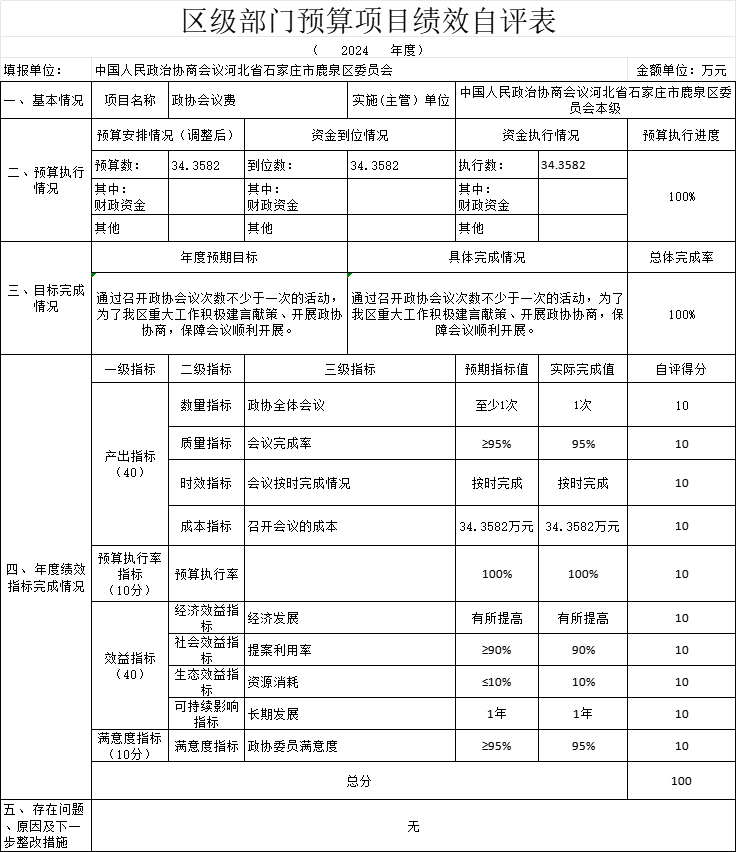 区级部门预算项目绩效自评表
（ 2024 年度）
填报单位： 中国人民政治协商会议河北省石家庄市鹿泉区委员会 金额单位：万元
一、基本情况 项目名称 政协会议费 实施(主管）单位 中国人民政治协商会议河北省石家庄市鹿泉区委
员会本级
二、预算执行
情况
预算安排情况（调整后） 资金到位情况 资金执行情况 预算执行进度
预算数： 34.3582 到位数： 34.3582 执行数： 34.3582
其中：
财政资金
其中：
财政资金
其中：
财政资金
100%
其他 其他 其他
三、目标完成
情况
年度预期目标 具体完成情况 总体完成率
通过召开政协会议次数不少于一次的活动，
为了我区重大工作积极建言献策、开展政协
协商，保障会议顺利开展。
通过召开政协会议次数不少于一次的活动，为了
我区重大工作积极建言献策、开展政协协商，保
障会议顺利开展。
100%
四、年度绩效
指标完成情况
一级指标 二级指标 三级指标 预期指标值 实际完成值 自评得分
产出指标
（40）
数量指标 政协全体会议 至少1次 1次 10
质量指标 会议完成率 ≥95% 95% 10
时效指标 会议按时完成情况 按时完成 按时完成 10
成本指标 召开会议的成本 34.3582万元 34.3582万元 10
预算执行率
指标
（10分）
预算执行率 100% 100% 10
效益指标
（40）
经济效益指
标
经济发展 有所提高 有所提高 10
社会效益指
标
提案利用率 ≥90% 90% 10
生态效益指
标
资源消耗 ≤10% 10% 10
可持续影响
指标
长期发展 1年 1年 10
满意度指标
（10分）
满意度指标 政协委员满意度 ≥95% 95% 10
总分 100
五、存在问题
、原因及下一
步整改措施
无